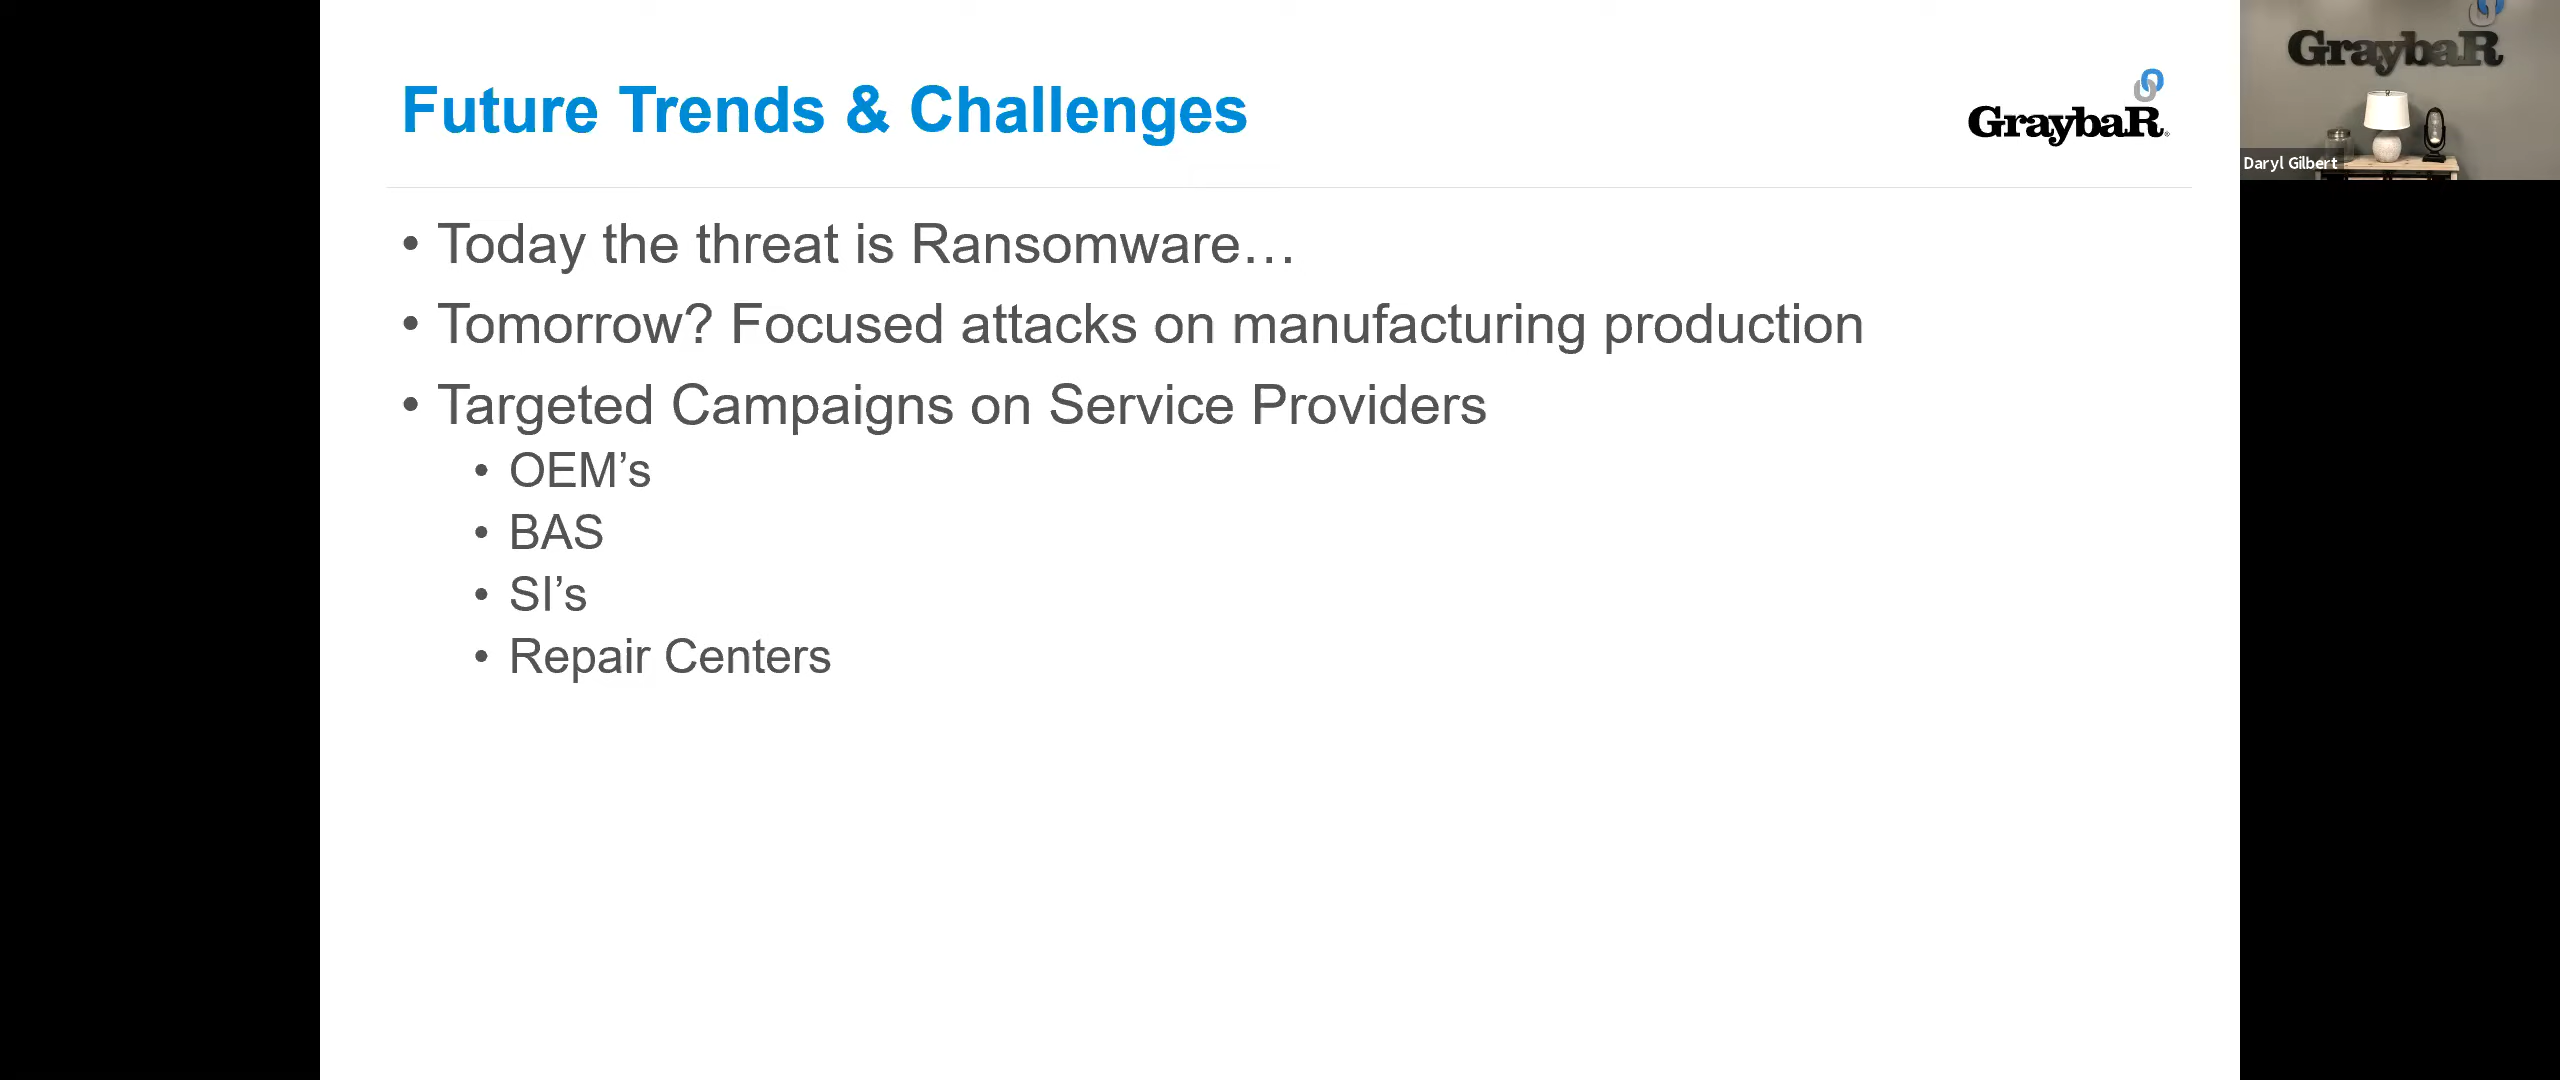 Future Trends & Challenges
GraybaR®
• Today the threat is Ransomware…
• Tomorrow? Focused attacks on manufacturing production
• Targeted Campaigns on Service Providers
• OEM’s
• BAS
• SI’s
• Repair Centers
GraybaR
Daryl Gilbert